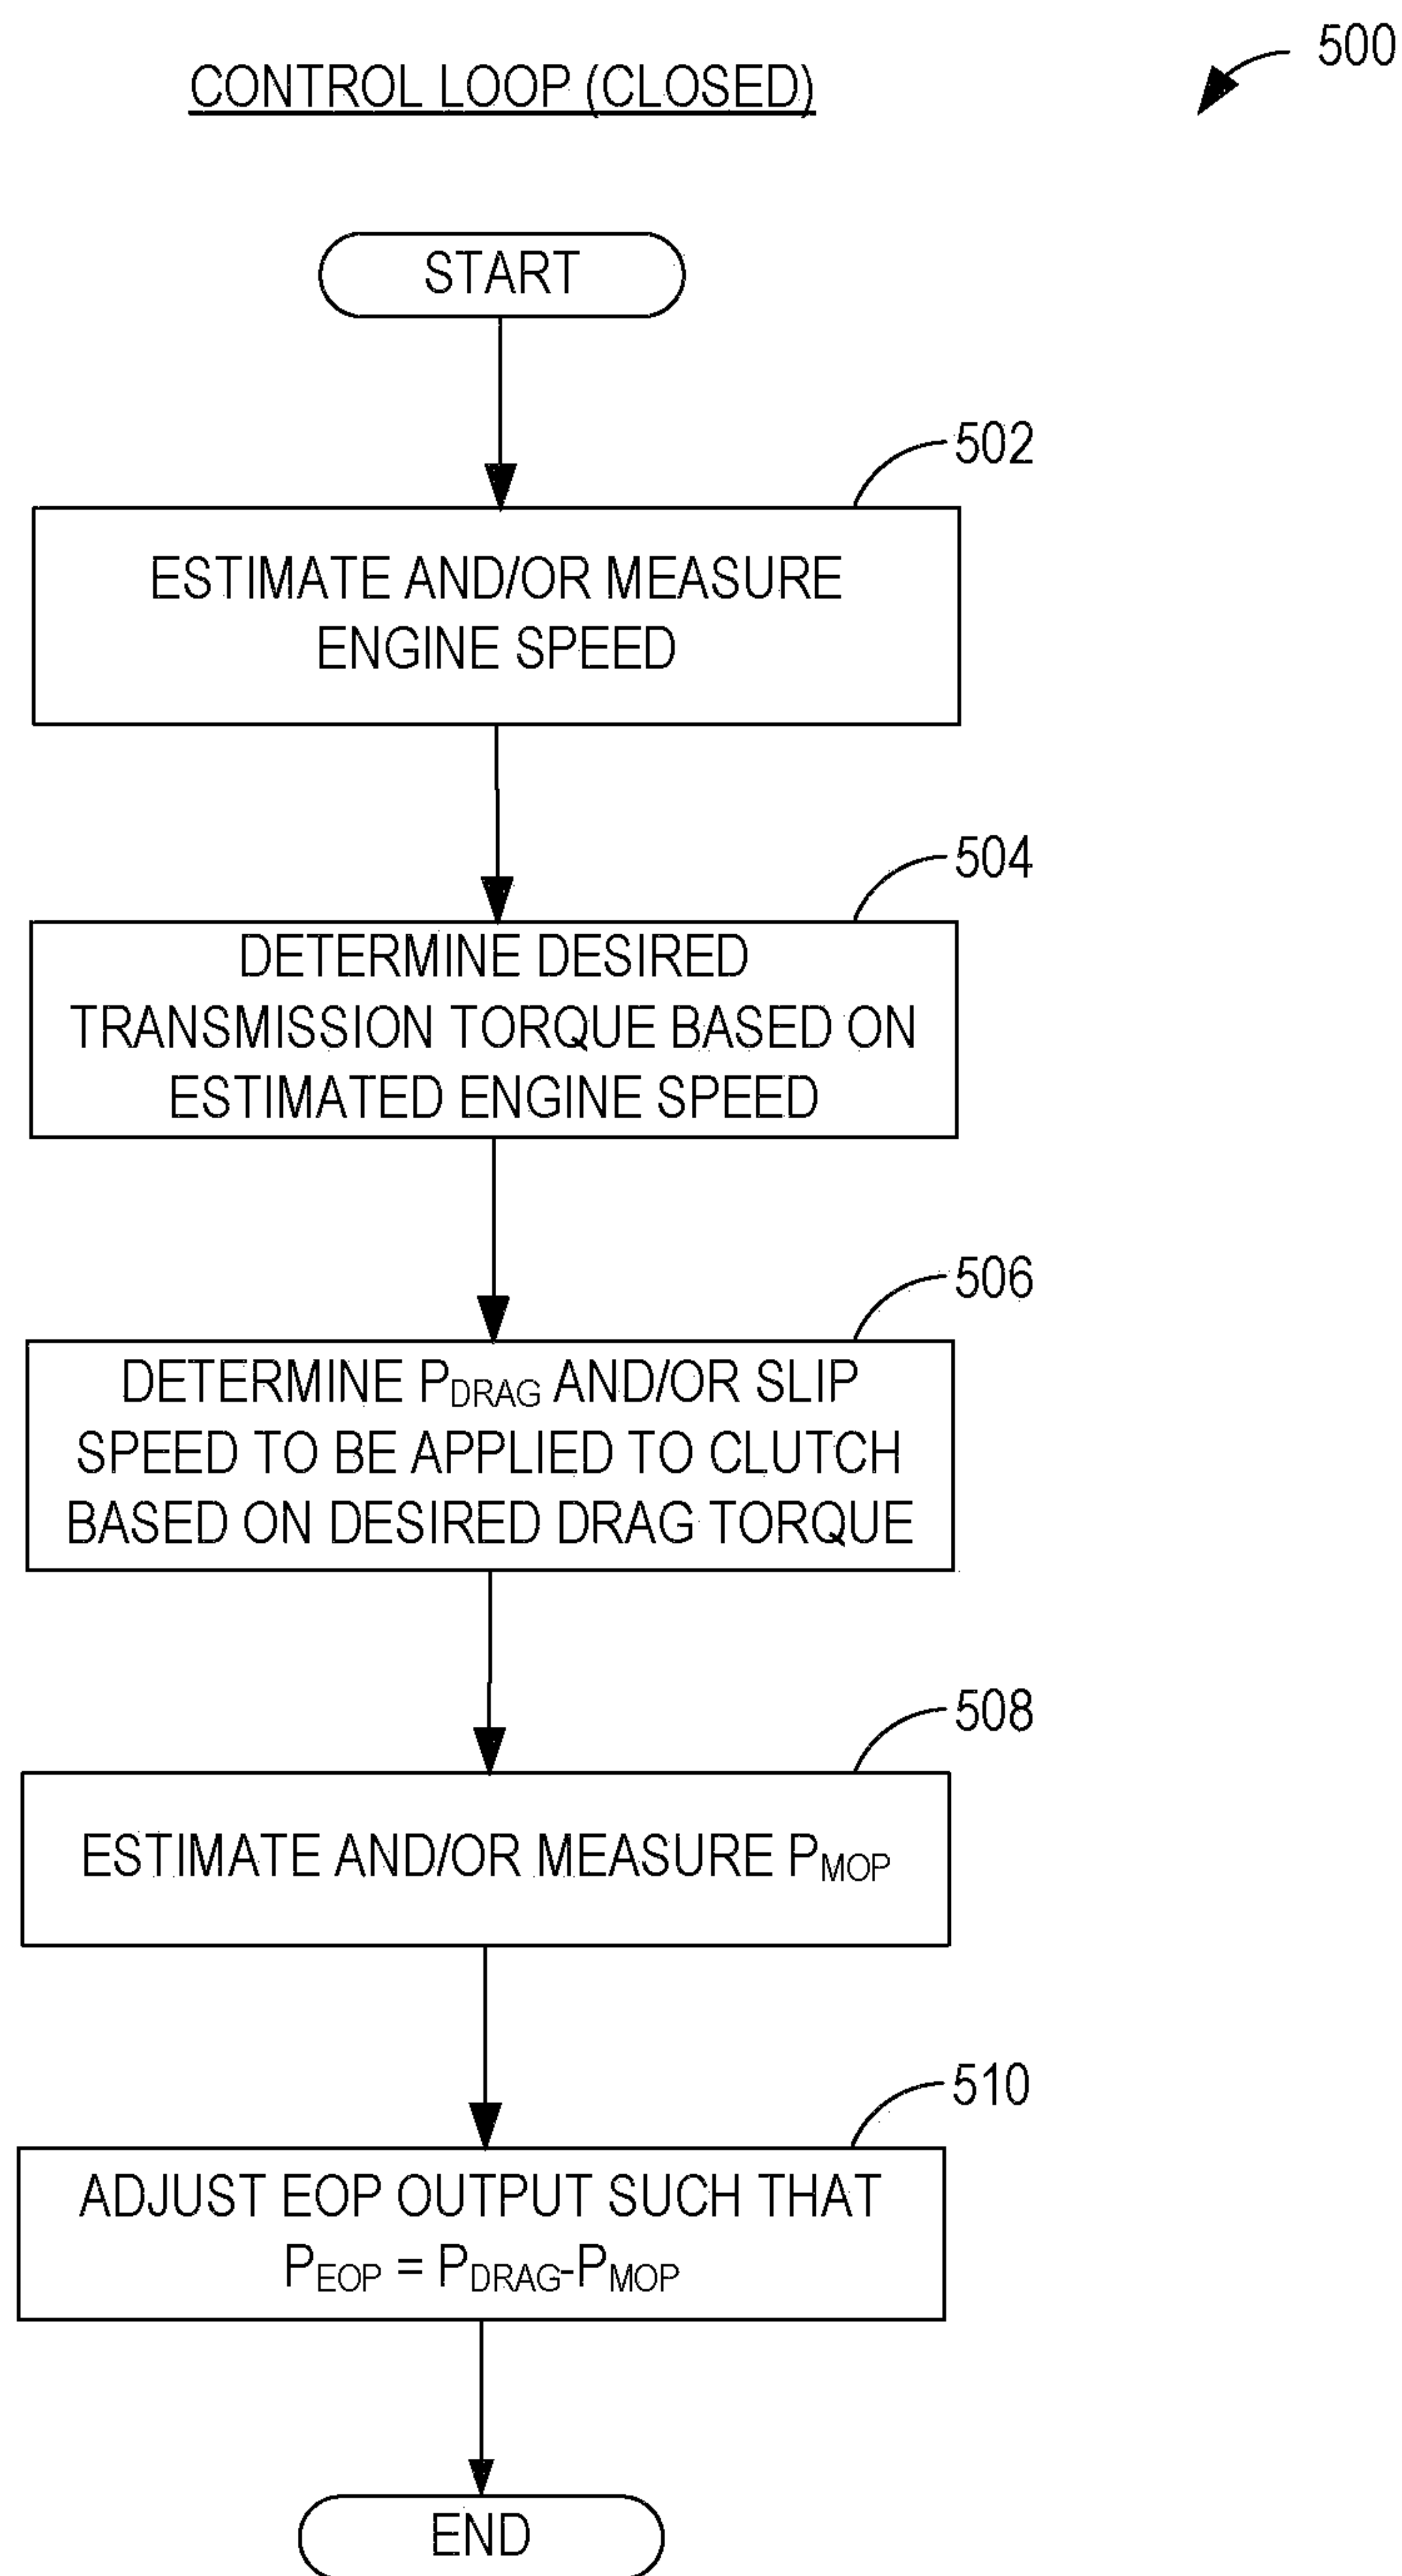 500
CONTROL LOOP (CLOSED)
START
502
ESTIMATE AND/OR MEASURE
ENGINE SPEED
504
DETERMINE DESIRED
TRANSMISSION TORQUE BASED ON
ESTIMATED ENGINE SPEED
506
DETERMINE PDRAG AND/OR SLIP
SPEED TO BE APPLIED TO CLUTCH
BASED ON DESIRED DRAG TORQUE
508
ESTIMATE AND/OR MEASURE PMOP
510
ADJUST EOP OUTPUT SUCH THAT
PEOP = PDRAG-PMOP
END